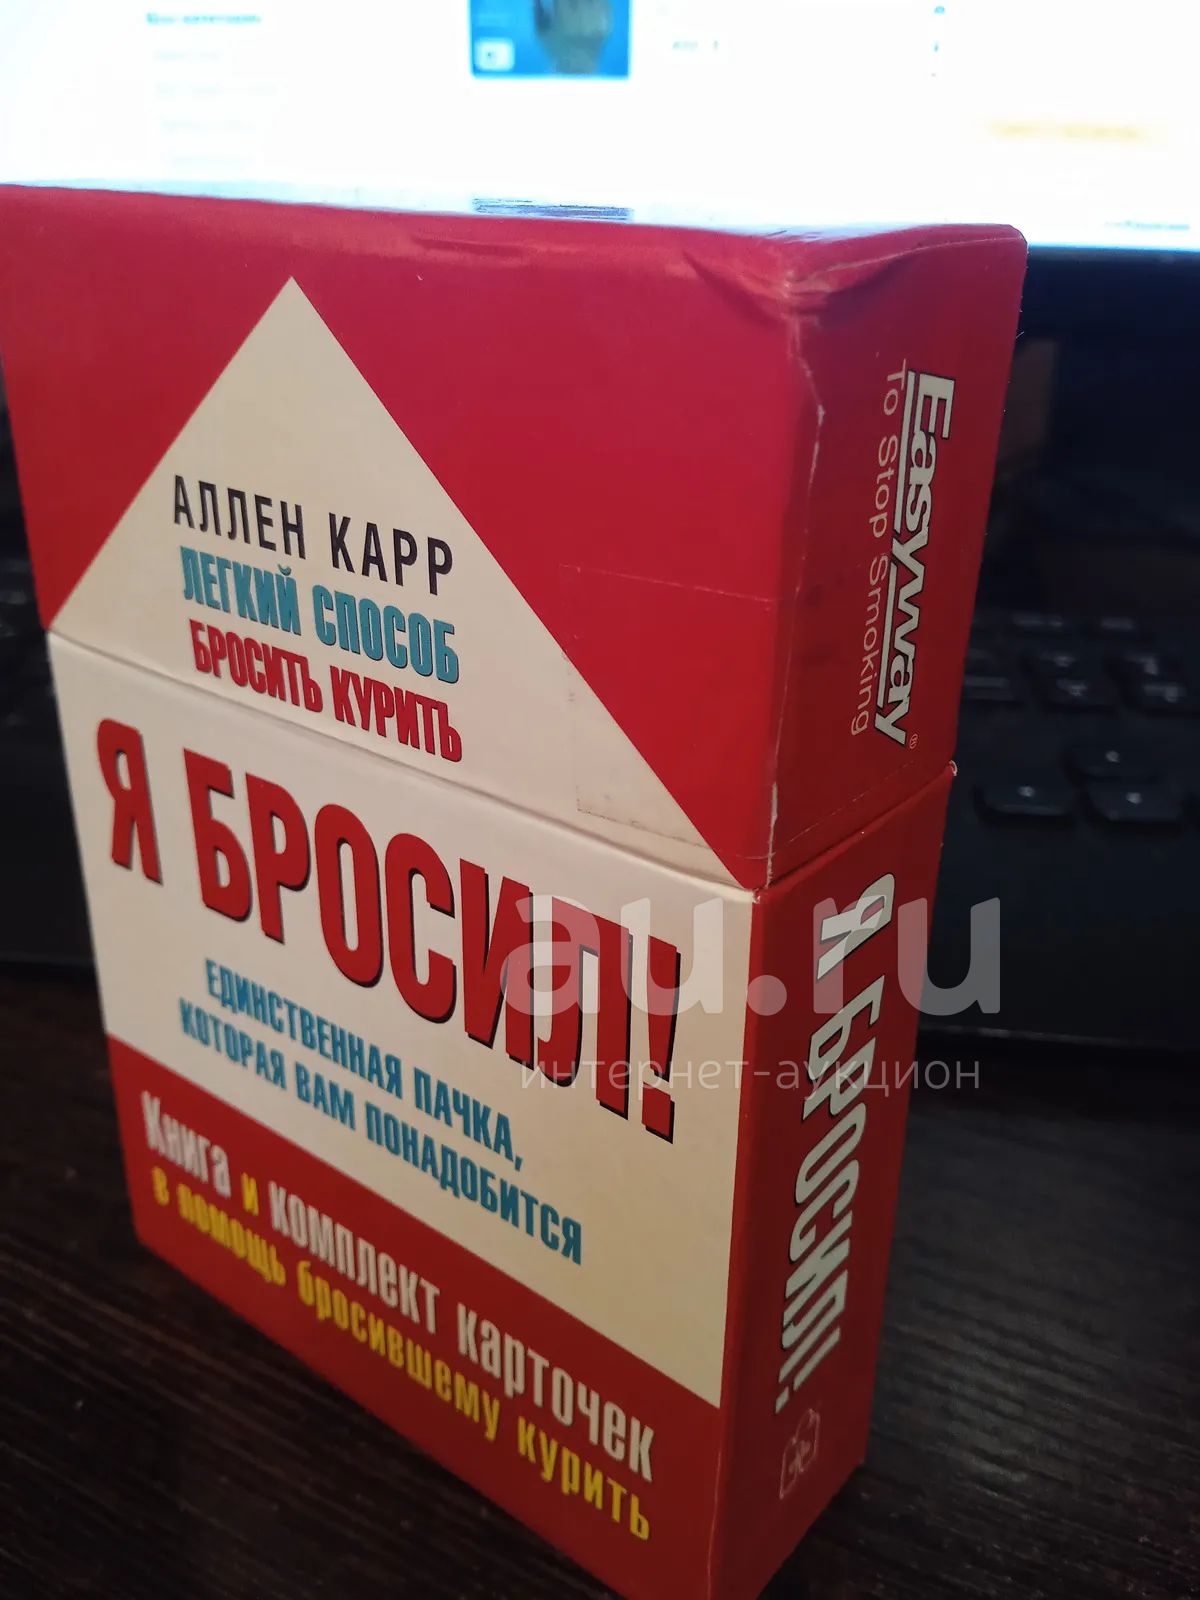 АЛЛЕН КАРР
ЛЕГКИЙ СПОСОБ
БРОСИТЬ КУРИТЬ
Я БРОСИЛ!
ЕДИНСТВЕННАЯ ПАЧКА,
КОТОРАЯ ВАМ ПОНАДОБИТСЯ
Книга и комплект карточек
в помощь бросившему курить
Easyway®
To Stop Smoking
Я БРОСИЛ!
au.ru
интернет-аукцион